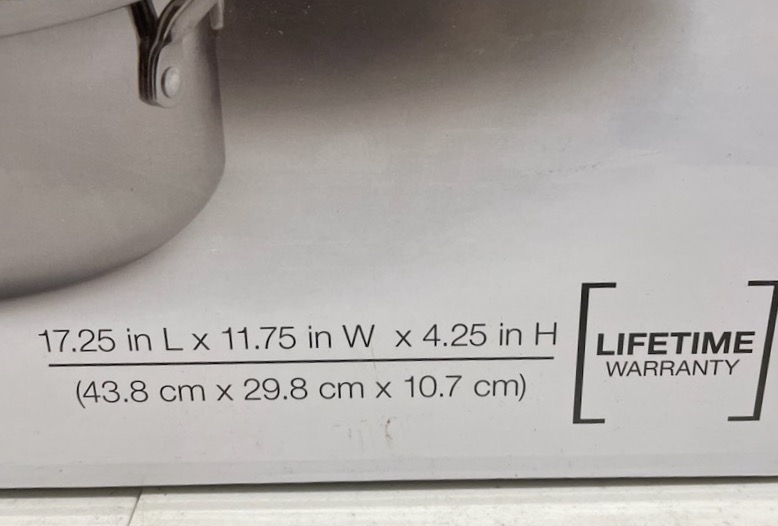 17.25 in L x 11.75 in W x 4.25 in H
(43.8 cm x 29.8 cm x 10.7 cm)
LIFETIME
WARRANTY